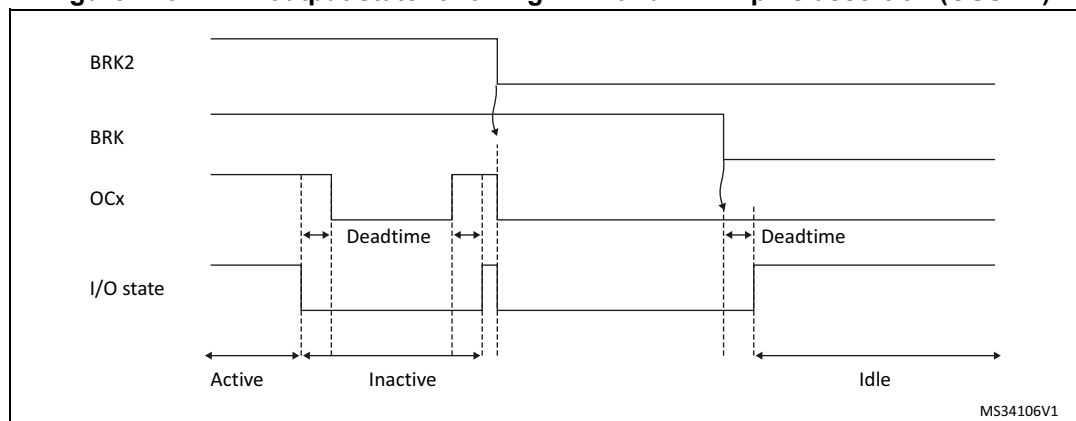 BRK2
BRK
OCx
Deadtime
Deadtime
I/O state
Active
Inactive
Idle
MS34106V1